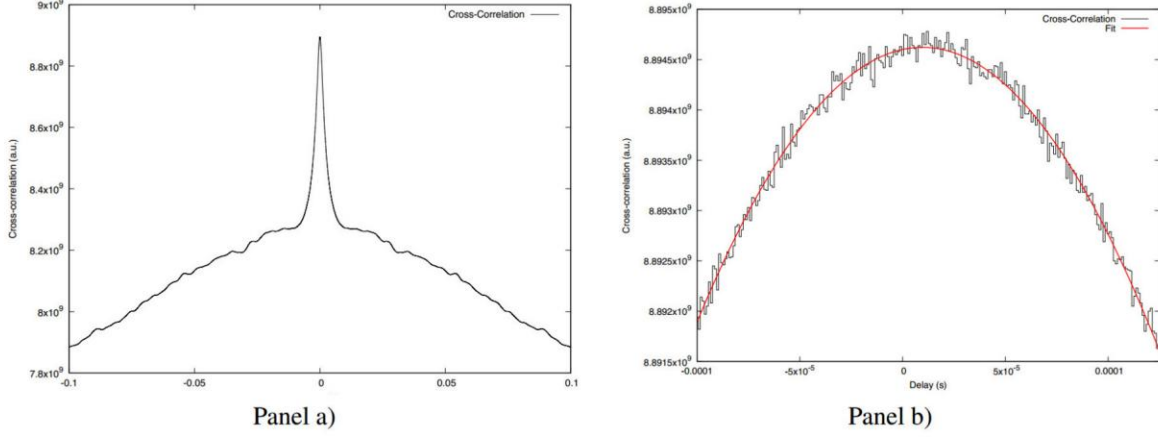 9x10⁹
Cross-Correlation
8.8x10⁹
8.6x10⁹
8.4x10⁹
8.2x10⁹
8x10⁹
7.8x10⁹
Cross-correlation (a.u.)
-0.1
-0.05
0
0.05
0.1
Panel a)
8.895x10⁹
Cross-Correlation
Fit
8.8945x10⁹
8.894x10⁹
8.8935x10⁹
8.893x10⁹
8.8925x10⁹
8.892x10⁹
8.8915x10⁹
Cross-correlation (a.u.)
-0.0001
-5x10⁻⁵
0
5x10⁻⁵
0.0001
Delay (s)
Panel b)